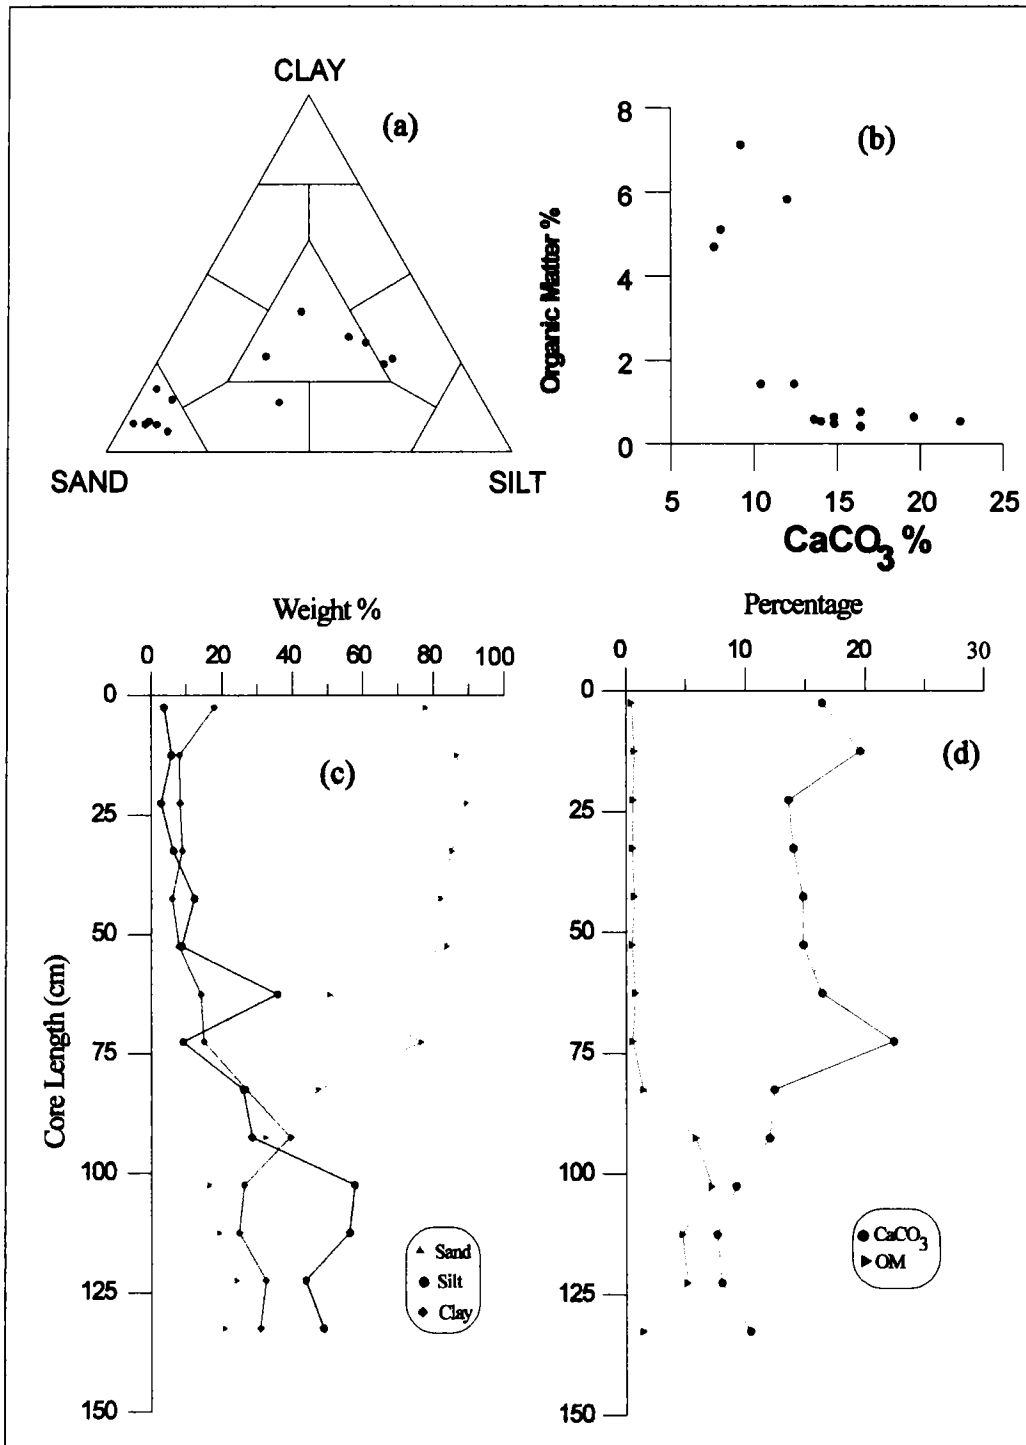 CLAY
(a)
SAND
SILT
8
6
4
2
0
Organic Matter %
(b)
5 10 15 20 25
CaCO3 %
Weight %
0 20 40 60 80 100
0
25
50
75
100
125
150
Core Length (cm)
(c)
Sand
Silt
Clay
Percentage
0 10 20 30
0
25
50
75
100
125
150
(d)
CaCO3
OM